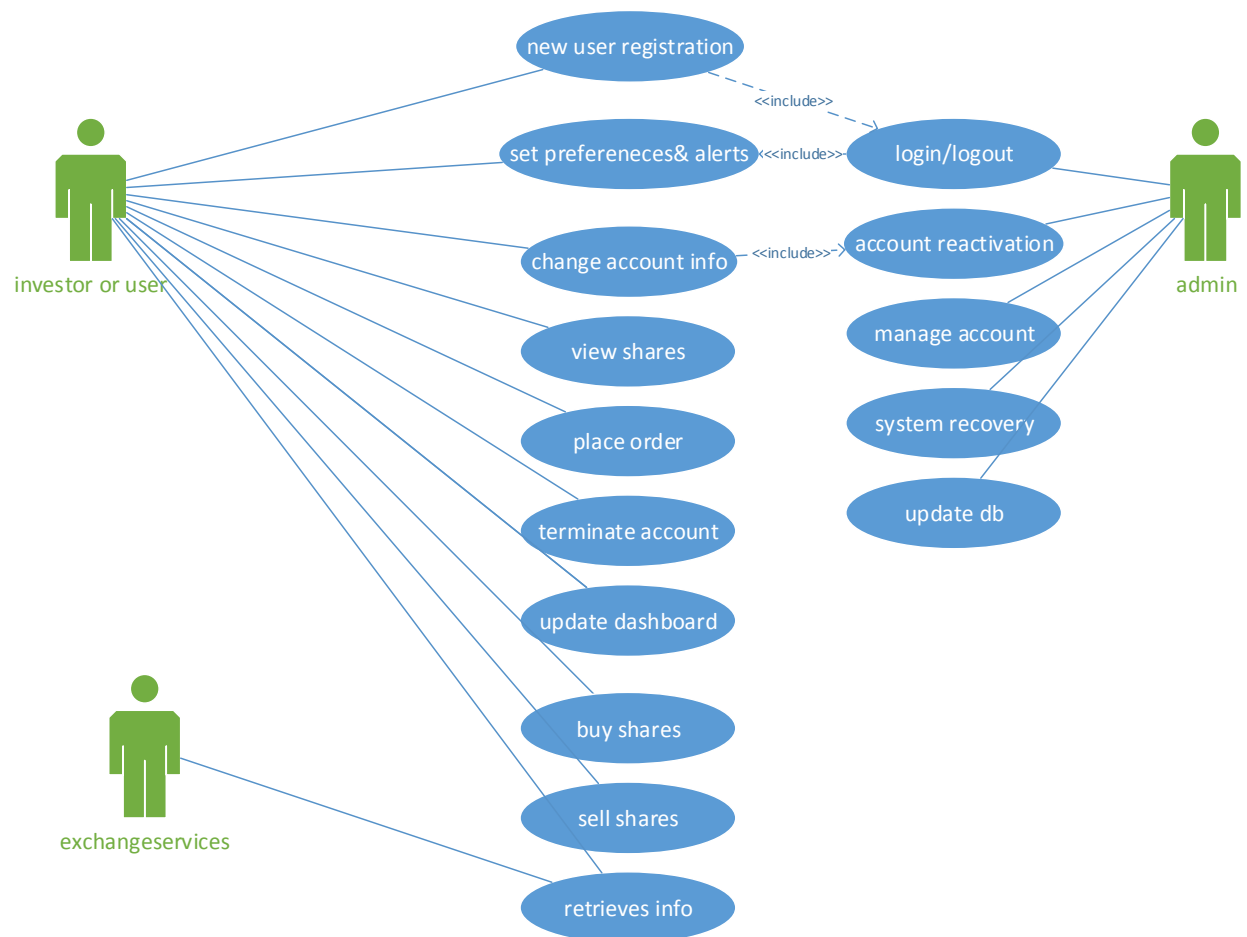 new user registration
<<include>>
set prefereneces& alerts
<<include>>
login/logout
investor or user
change account info
<<include>>
account reactivation
admin
view shares
manage account
place order
system recovery
terminate account
update db
update dashboard
buy shares
sell shares
exchangeservices
retrieves info